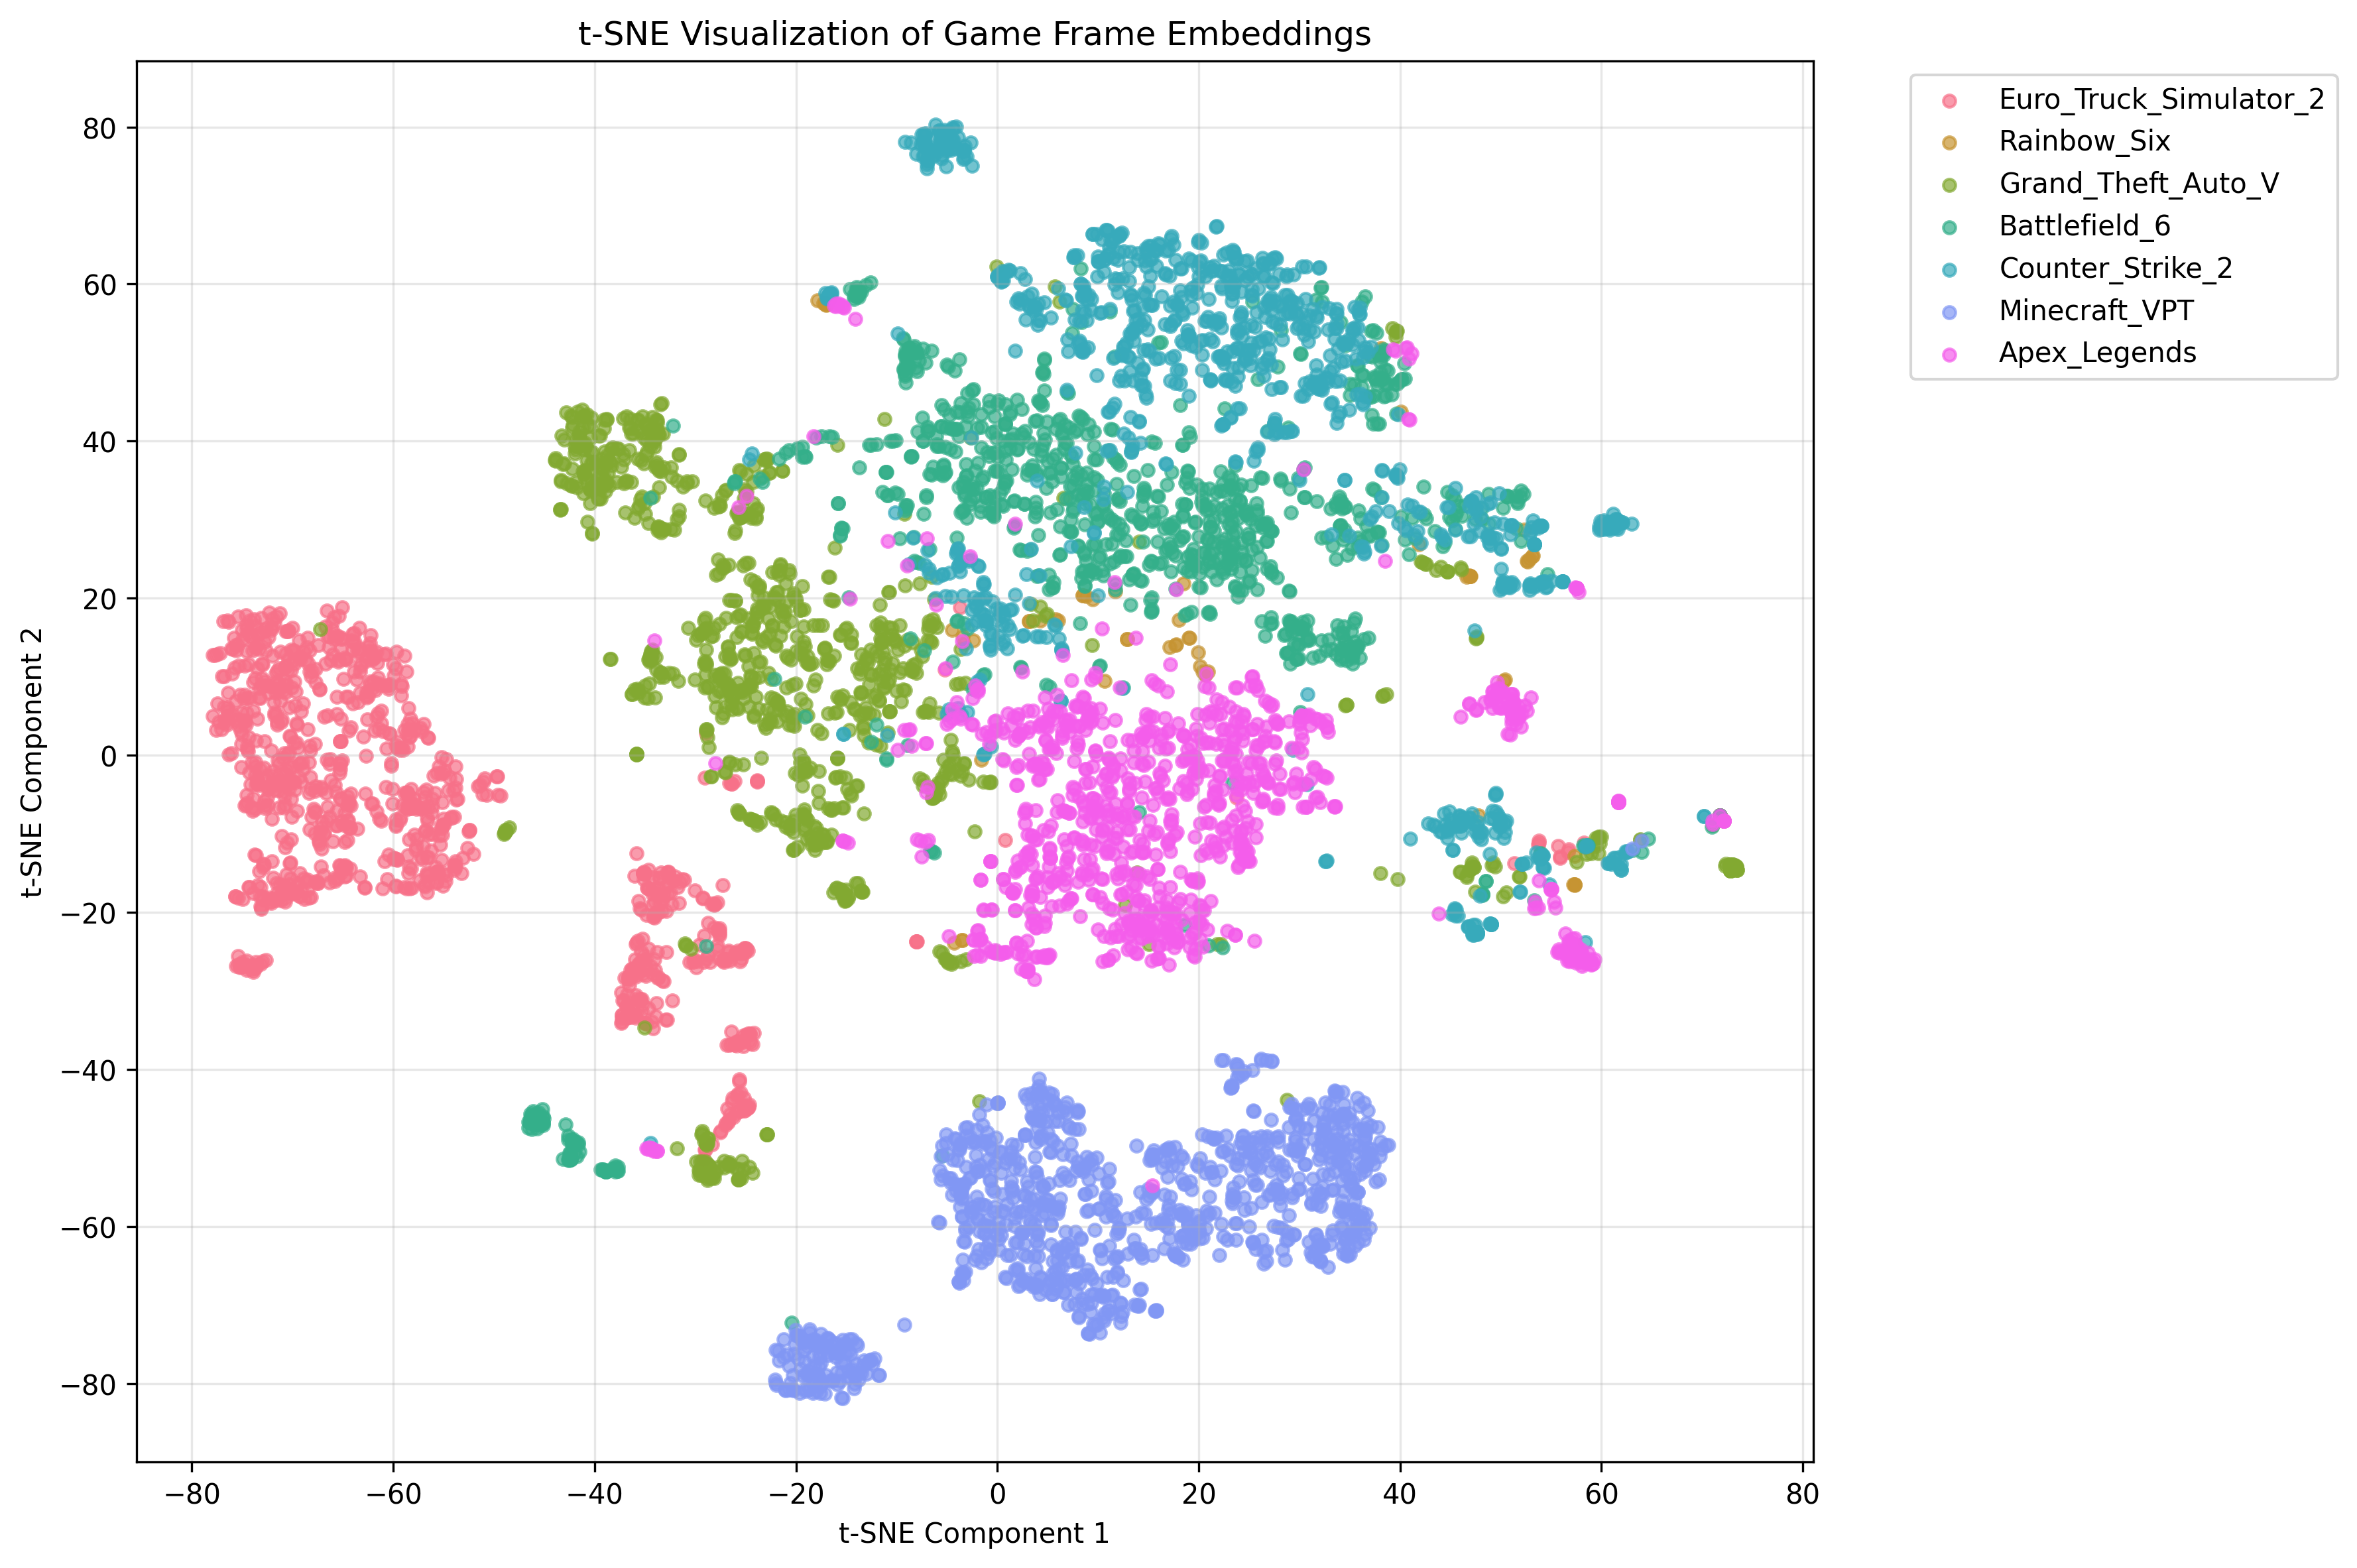 t-SNE Visualization of Game Frame Embeddings
Euro_Truck_Simulator_2
Rainbow_Six
Grand_Theft_Auto_V
Battlefield_6
Counter_Strike_2
Minecraft_VPT
Apex_Legends
t-SNE Component 2
80
60
40
20
0
−20
−40
−60
−80
−80
−60
−40
−20
0
20
40
60
80
t-SNE Component 1